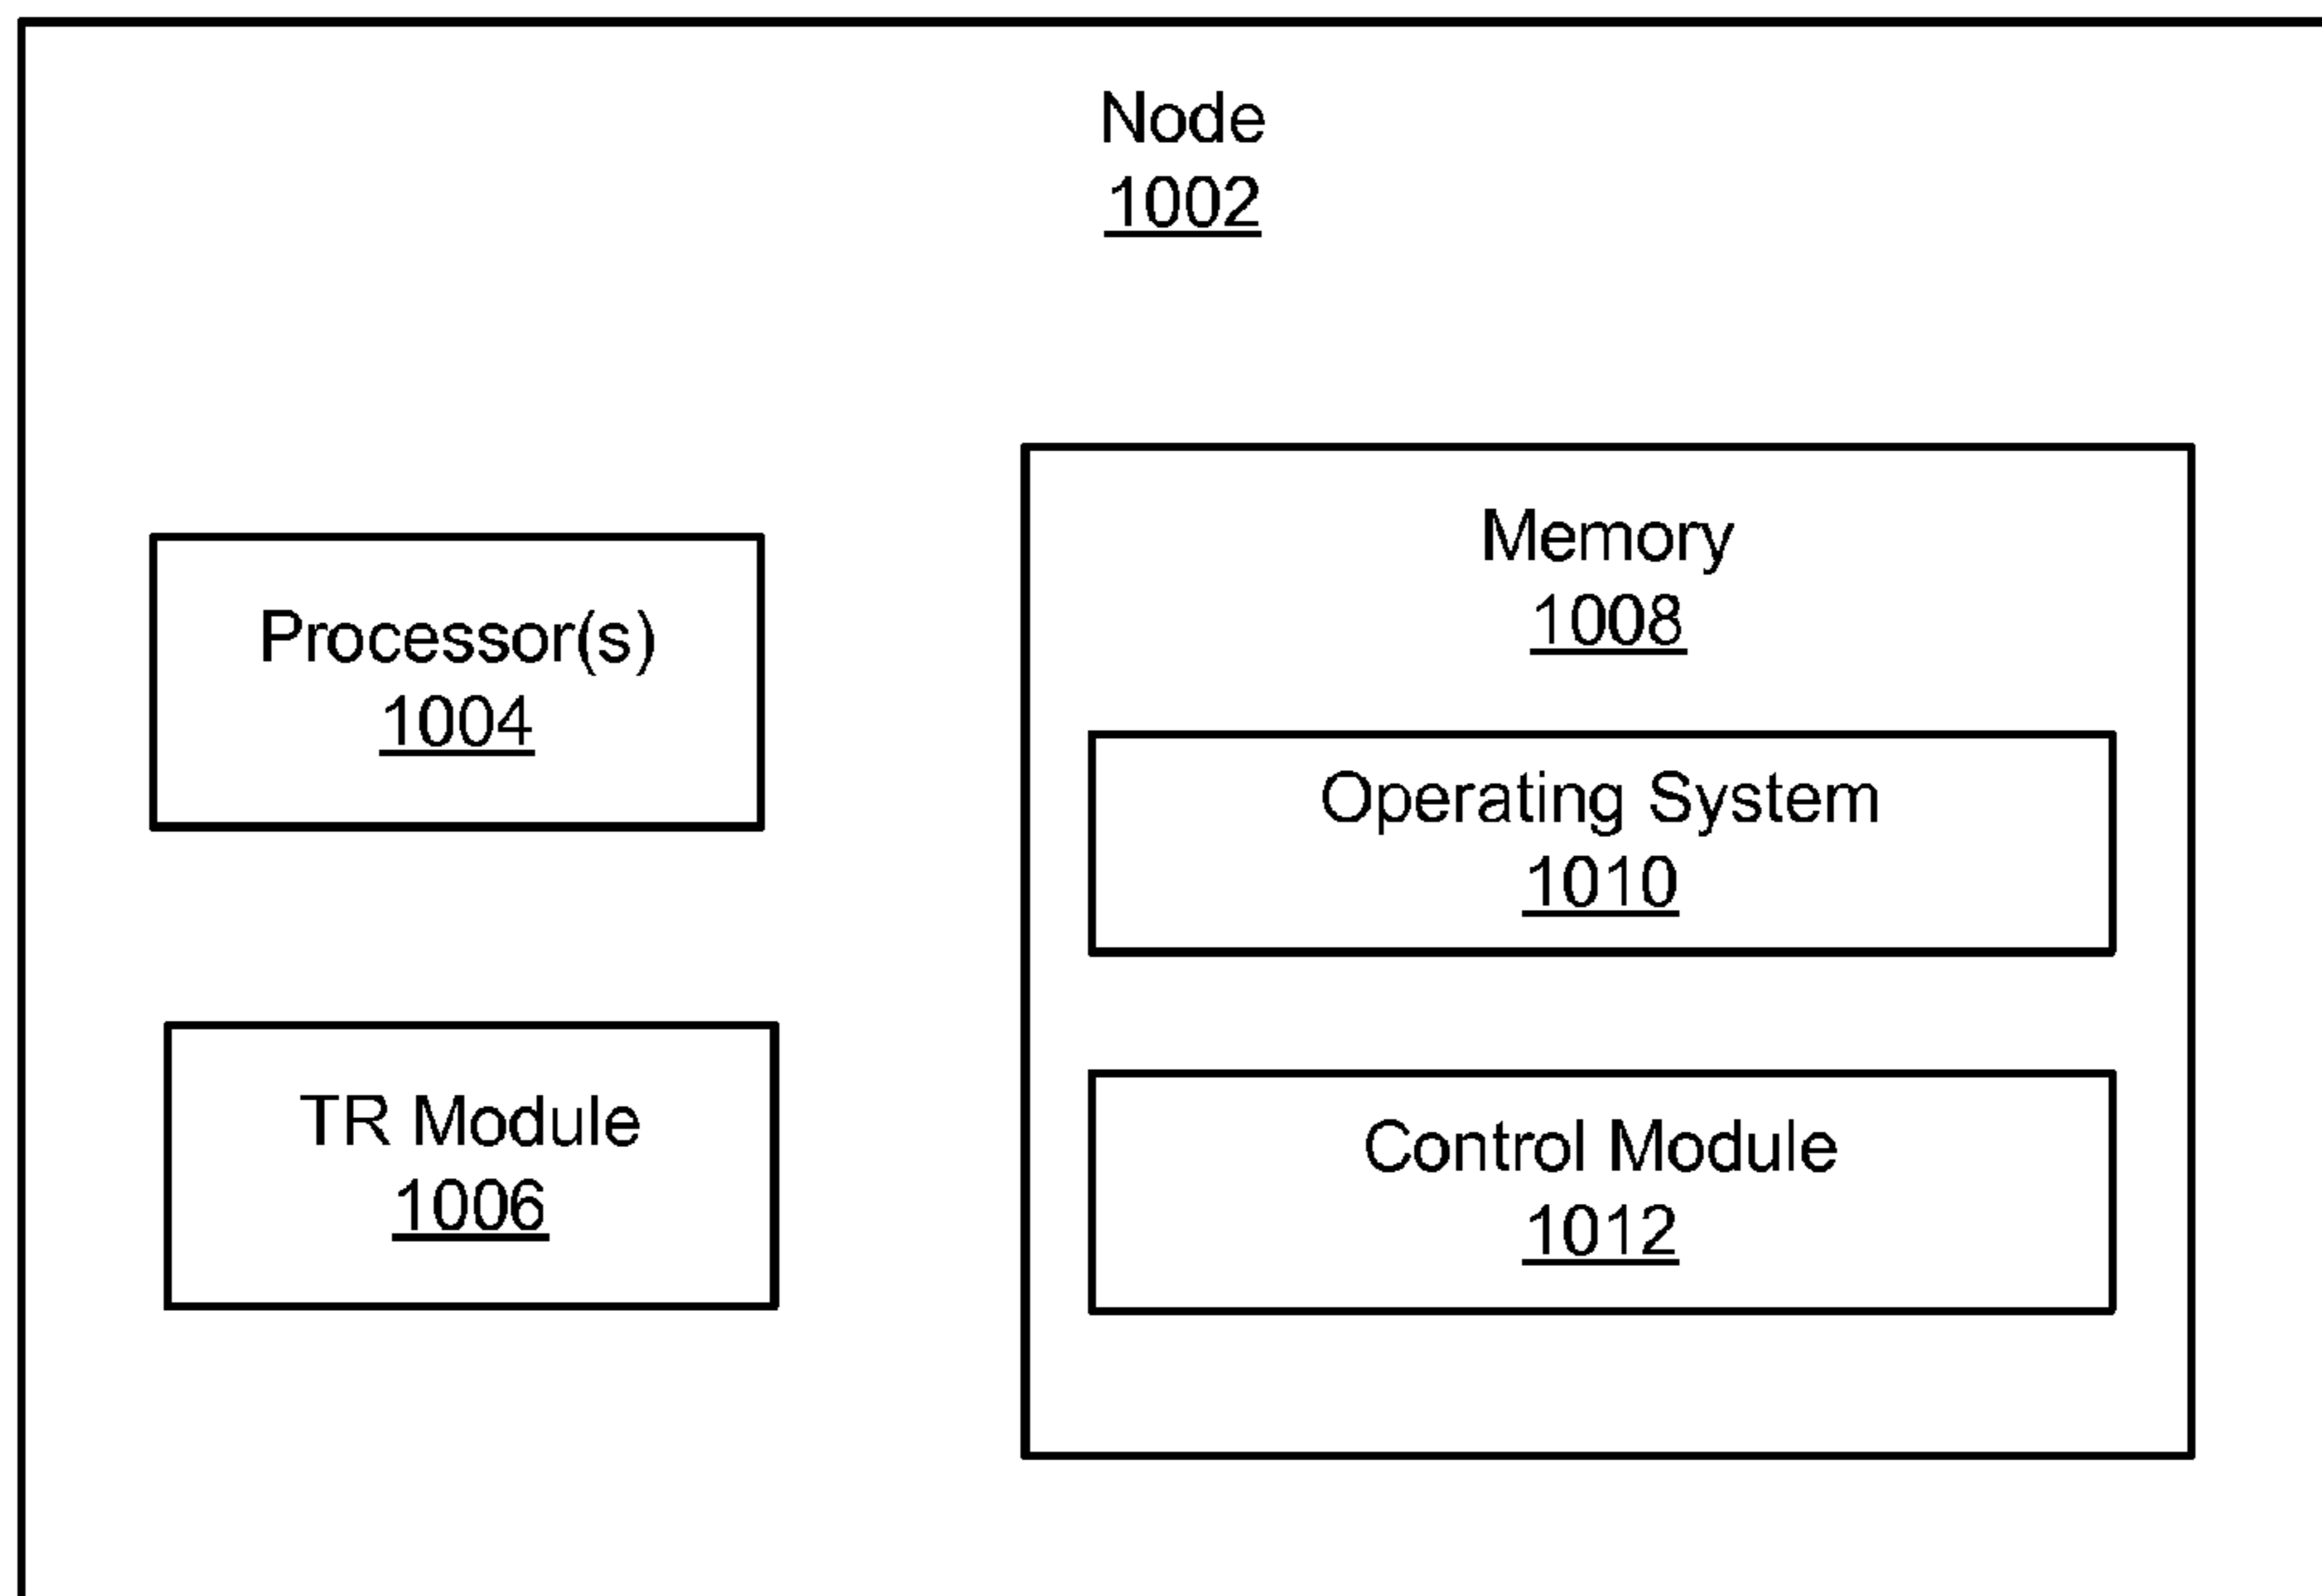 Node
1002
Processor(s)
1004
TR Module
1006
Memory
1008
Operating System
1010
Control Module
1012